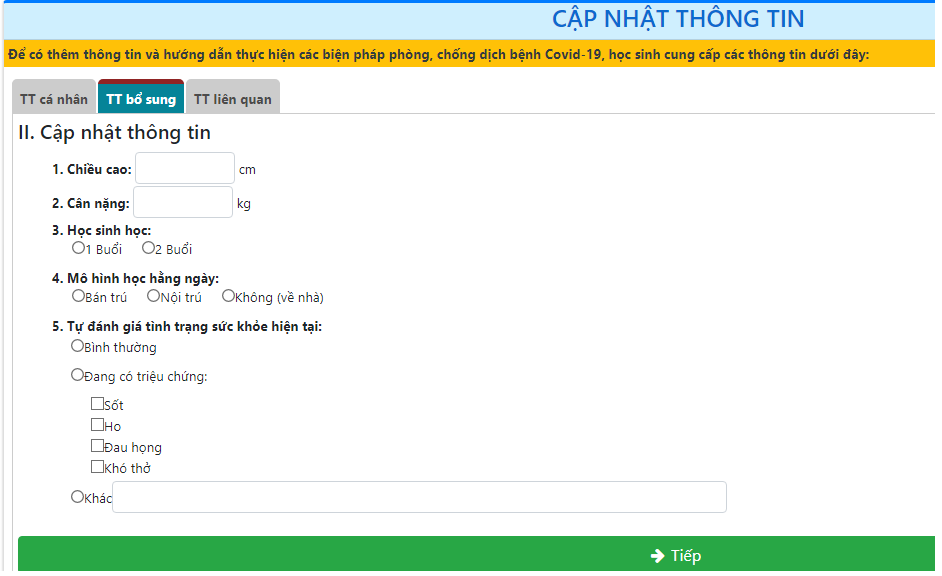 CẬP NHẬT THÔNG TIN
Để có thêm thông tin và hướng dẫn thực hiện các biện pháp phòng, chống dịch bệnh Covid-19, học sinh cung cấp các thông tin dưới đây:
TT cá nhân TT bổ sung TT liên quan
II. Cập nhật thông tin
1. Chiều cao: cm
2. Cân nặng: kg
3. Học sinh học:
1 Buổi 2 Buổi
4. Mô hình học hằng ngày:
Bán trú Nội trú Không (về nhà)
5. Tự đánh giá tình trạng sức khỏe hiện tại:
Bình thường
Đang có triệu chứng:
Sốt
Ho
Đau họng
Khó thở
Khác
Tiếp